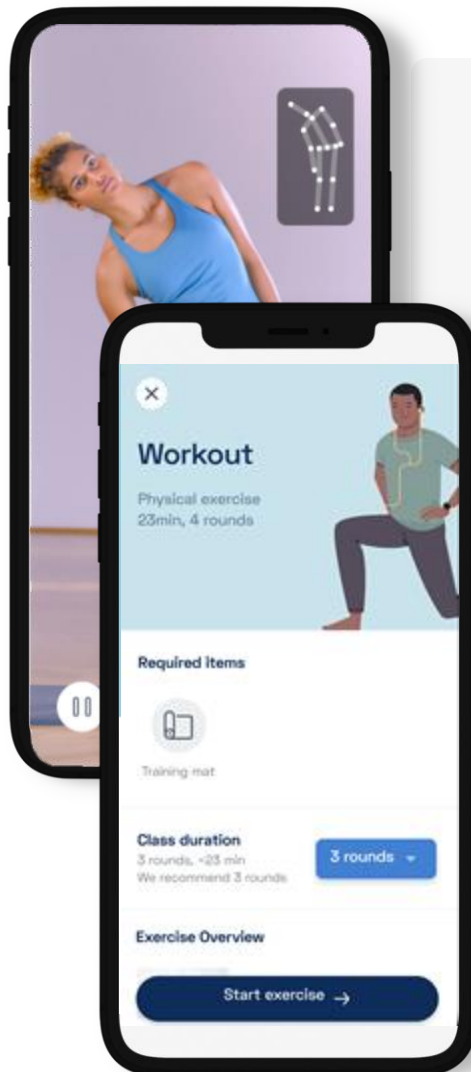 Workout
Physical exercise
23min, 4 rounds
Required items
Training mat
Class duration
3 rounds, ~23 min
We recommend 3 rounds
3 rounds
Exercise Overview
Start exercise →